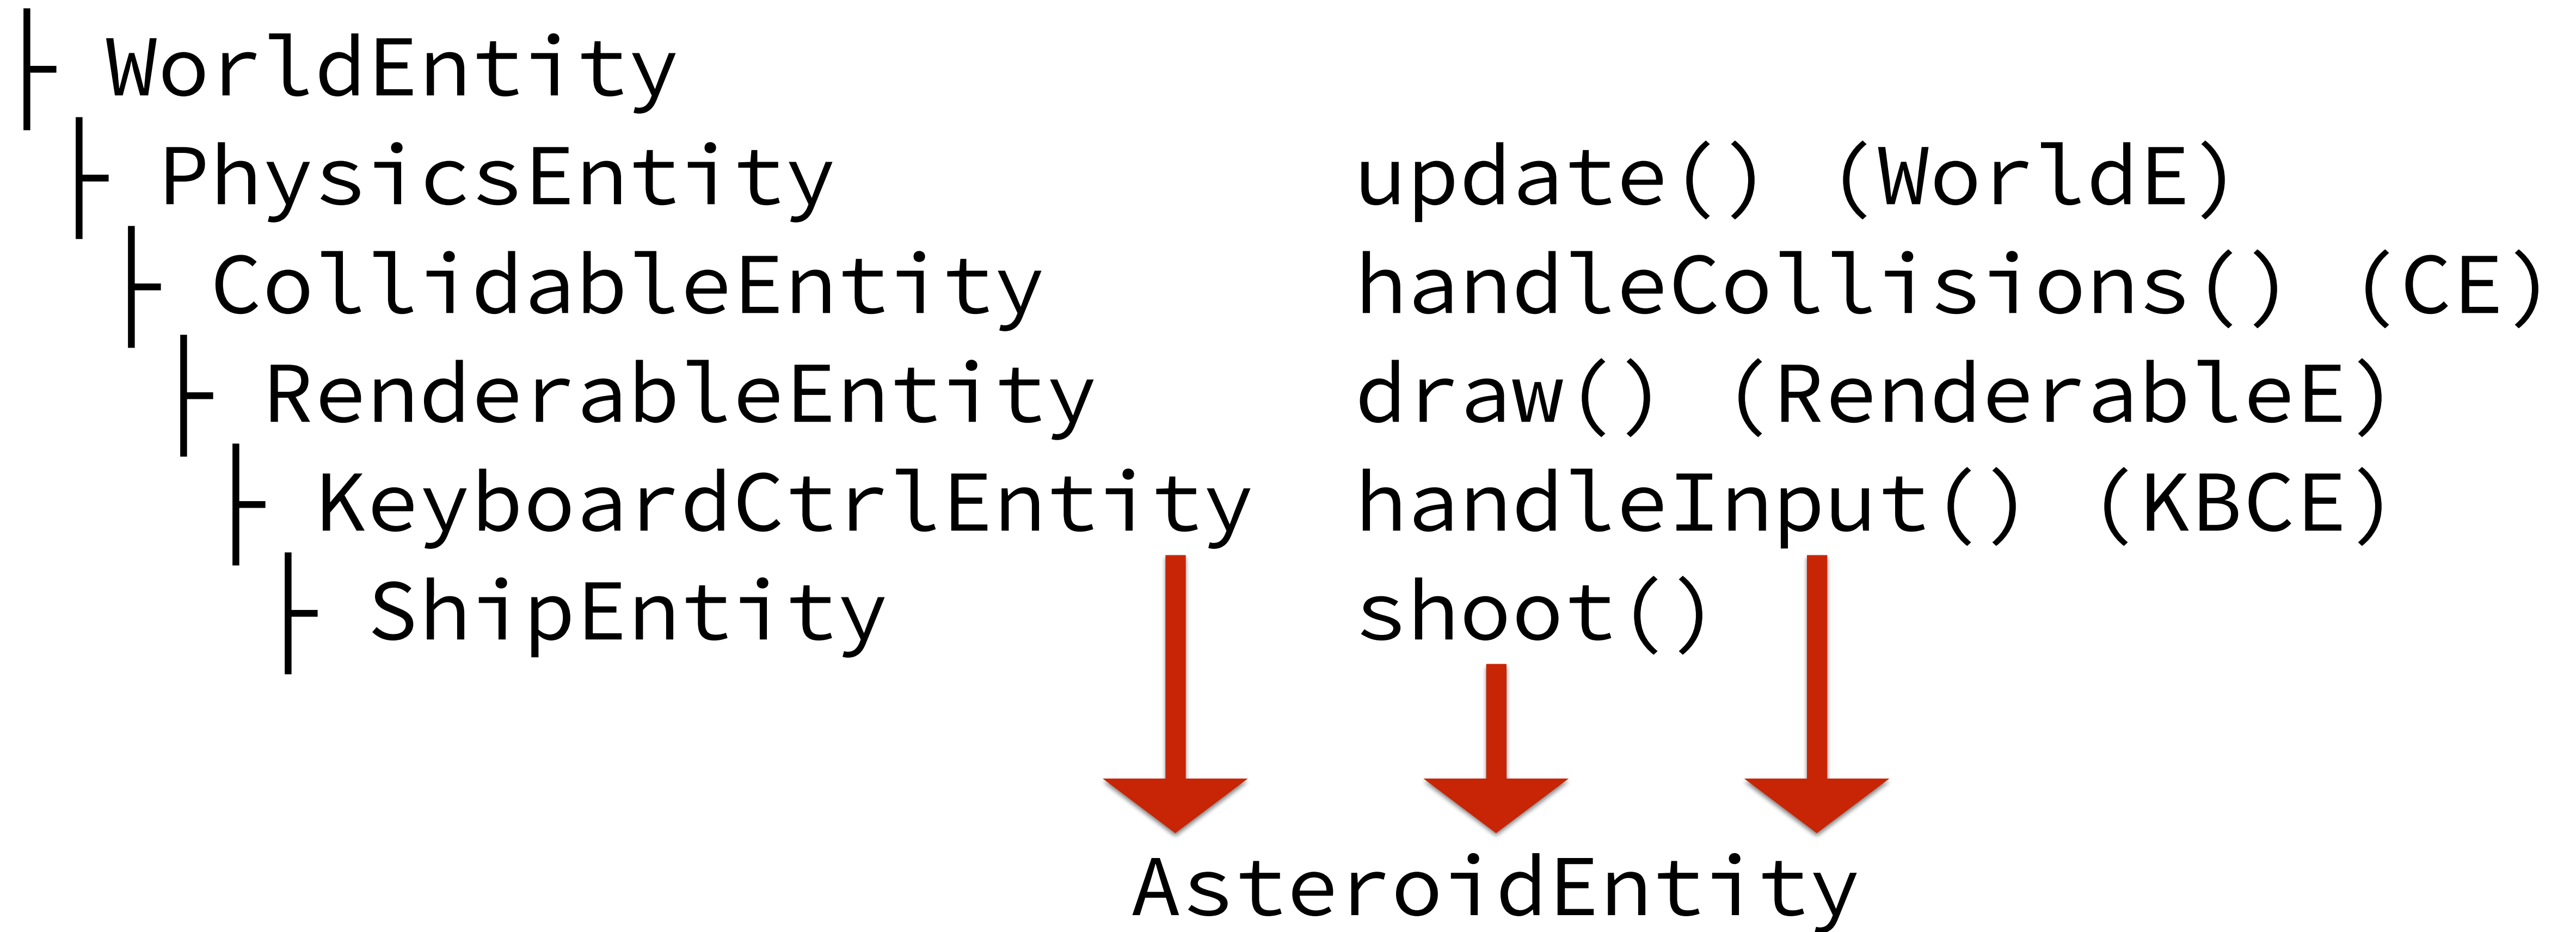 ├ WorldEntity
├ PhysicsEntity update() (WorldE)
├ CollidableEntity handleCollisions() (CE)
├ RenderableEntity draw() (RenderableE)
├ KeyboardCtrlEntity handleInput() (KBCE)
├ ShipEntity shoot()
AsteroidEntity